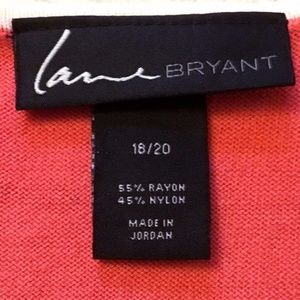 Lane BRYANT
18/20
55% RAYON
45% NYLON
MADE IN
JORDAN